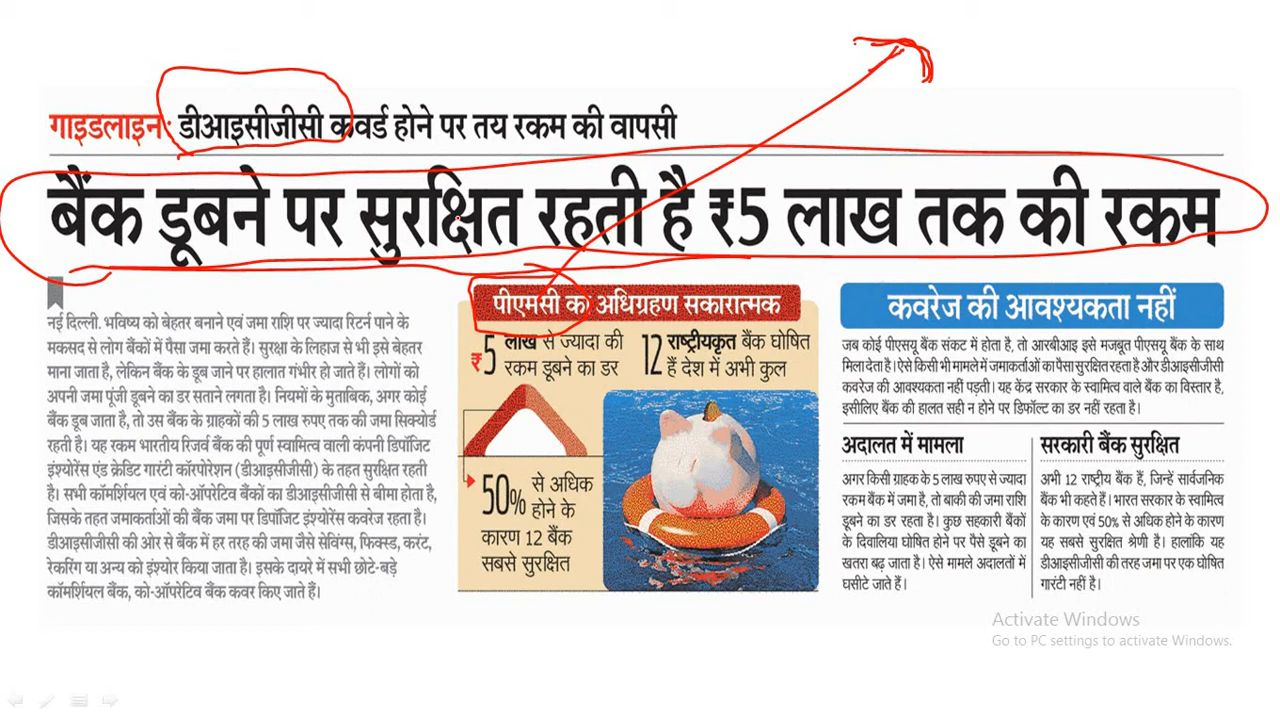 गाइडलाइन: डीआइसीजीसी कवर्ड होने पर तय रकम की वापसी
बैंक डूबने पर सुरक्षित रहती है ₹5 लाख तक की रकम
नई दिल्ली. भविष्य को बेहतर बनाने एवं जमा राशि पर ज्यादा रिटर्न पाने के
मकसद से लोग बैंकों में पैसा जमा करते हैं। सुरक्षा के लिहाज से भी इसे बेहतर
माना जाता है, लेकिन बैंक के डूब जाने पर हालात गंभीर हो जाते हैं। लोगों को
अपनी जमा पूंजी डूबने का डर सताने लगता है। नियमों के मुताबिक, अगर कोई
बैंक डूब जाता है, तो उस बैंक के ग्राहकों की 5 लाख रुपए तक की जमा सिक्योर्ड
रहती है। यह रकम भारतीय रिजर्व बैंक की पूर्ण स्वामित्व वाली कंपनी डिपॉजिट
इंश्योरेंस एंड क्रेडिट गारंटी कॉरपोरेशन (डीआइसीजीसी) के तहत सुरक्षित रहती
है। सभी कॉमर्शियल एवं को-ऑपरेटिव बैंकों का डीआइसीजीसी से बीमा होता है,
जिसके तहत जमाकर्ताओं की बैंक जमा पर डिपॉजिट इंश्योरेंस कवरेज रहता है।
डीआइसीजीसी की ओर से बैंक में हर तरह की जमा जैसे सेविंग्स, फिक्स्ड, करंट,
रेकरिंग या अन्य को इंश्योर किया जाता है। इसके दायरे में सभी छोटे-बड़े
कॉमर्शियल बैंक, को-ऑपरेटिव बैंक कवर किए जाते हैं।
पीएमसी का अधिग्रहण सकारात्मक
₹5 लाख से ज्यादा की
रकम डूबने का डर
12 राष्ट्रीयकृत बैंक घोषित
हैं देश में अभी कुल
50% से अधिक
होने के
कारण 12 बैंक
सबसे सुरक्षित
कवरेज की आवश्यकता नहीं
जब कोई पीएसयू बैंक संकट में होता है, तो आरबीआइ इसे मजबूत पीएसयू बैंक के साथ
मिला देता है। ऐसे किसी भी मामले में जमाकर्ता का पैसा सुरक्षित रहता है और डीआइसीजीसी
कवरेज की आवश्यकता नहीं पड़ती। यह केंद्र सरकार के स्वामित्व वाले बैंक का विस्तार है,
इसीलिए बैंक की हालत सही न होने पर डिफॉल्ट का डर नहीं रहता है।
अदालत में मामला
अगर किसी ग्राहक के 5 लाख रुपए से ज्यादा
रकम बैंक में जमा है, तो बाकी की जमा राशि
डूबने का डर रहता है। कुछ सहकारी बैंकों
के दिवालिया घोषित होने पर पैसे डूबने का
खतरा बढ़ जाता है। ऐसे मामले अदालतों में
घसीटे जाते हैं।
सरकारी बैंक सुरक्षित
अभी 12 राष्ट्रीय बैंक हैं, जिन्हें सार्वजनिक
बैंक भी कहते हैं। भारत सरकार के स्वामित्व
के कारण एवं 50% से अधिक होने के कारण
यह सबसे सुरक्षित श्रेणी है। हालांकि यह
डीआइसीजीसी की तरह जमा पर एक घोषित
गारंटी नहीं है।
Activate Windows
Go to PC settings to activate Windows.